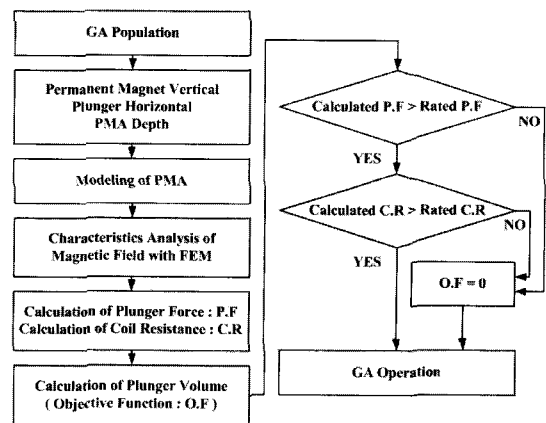 GA Population
Permanent Magnet Vertical
Plunger Horizontal
PMA Depth
Modeling of PMA
Characteristics Analysis of
Magnetic Field with FEM
Calculation of Plunger Force : P.F
Calculation of Coil Resistance : C.R
Calculation of Plunger Volume
( Objective Function : O.F )
Calculated P.F > Rated P.F
NO
YES
Calculated C.R > Rated C.R
NO
YES
O.F = 0
GA Operation